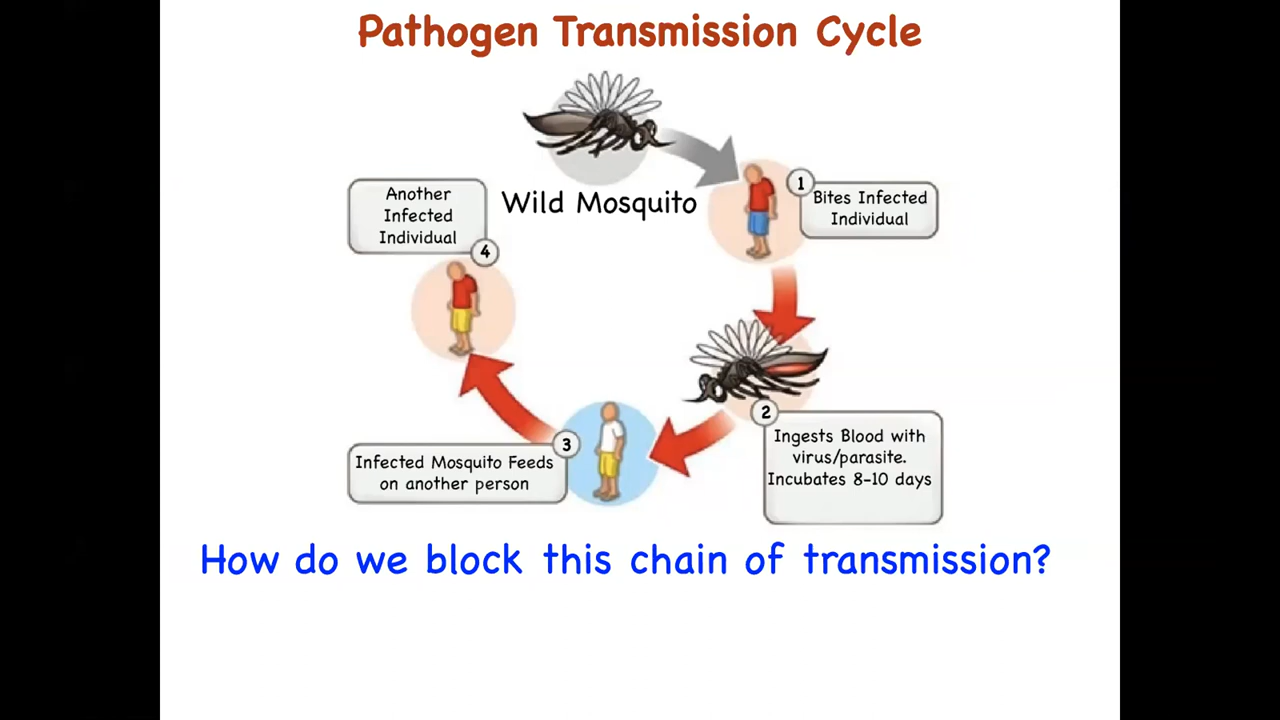 Pathogen Transmission Cycle
Wild Mosquito
1
Bites Infected
Individual
2
Ingests Blood with
virus/parasite.
Incubates 8-10 days
3
Infected Mosquito Feeds
on another person
4
Another
Infected
Individual
How do we block this chain of transmission?